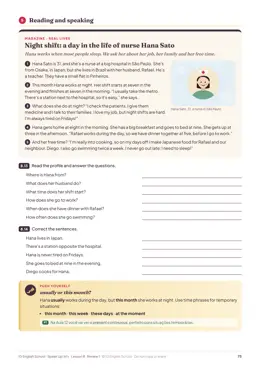 Reading and speaking
MAGAZINE · REAL LIVES
Night shift: a day in the life of nurse Hana Sato
Hana works when most people sleep. We ask her about her job, her family and her free time.
1 Hana Sato is 31, and she's a nurse at a big hospital in São Paulo. She's
from Osaka, in Japan, but she lives in Brazil with her husband, Rafael. He's
a teacher. They have a small flat in Pinheiros.
2 This month Hana works at night. Her shift starts at seven in the
evening and finishes at seven in the morning. "I usually take the metro.
There's a station next to the hospital, so it's easy," she says.
3 What does she do at night? "I check the patients. I give them
medicine and I talk to their families. I love my job, but night shifts are hard.
I'm always tired on Fridays!"
4 Hana gets home at eight in the morning. She has a big breakfast and goes to bed at nine. She gets up at
three in the afternoon. "Rafael works during the day, so we have dinner together at five, before I go to work."
5 And her free time? "I'm really into cooking, so on my days off I make Japanese food for Rafael and our
neighbour, Diego. I also go swimming twice a week. I never go out late: I need to sleep!"
Read the profile and answer the questions.
Where is Hana from?
What does her husband do?
What time does her shift start?
How does she go to work?
When does she have dinner with Rafael?
How often does she go swimming?
Correct the sentences.
Hana lives in Japan.
There's a station opposite the hospital.
Hana is never tired on Fridays.
She goes to bed at nine in the evening.
Diego cooks for Hana.
PUSH YOURSELF
usually or this month?
Hana usually works during the day, but this month she works at night. Use time phrases for temporary
situations:
• this month · this week · these days · at the moment